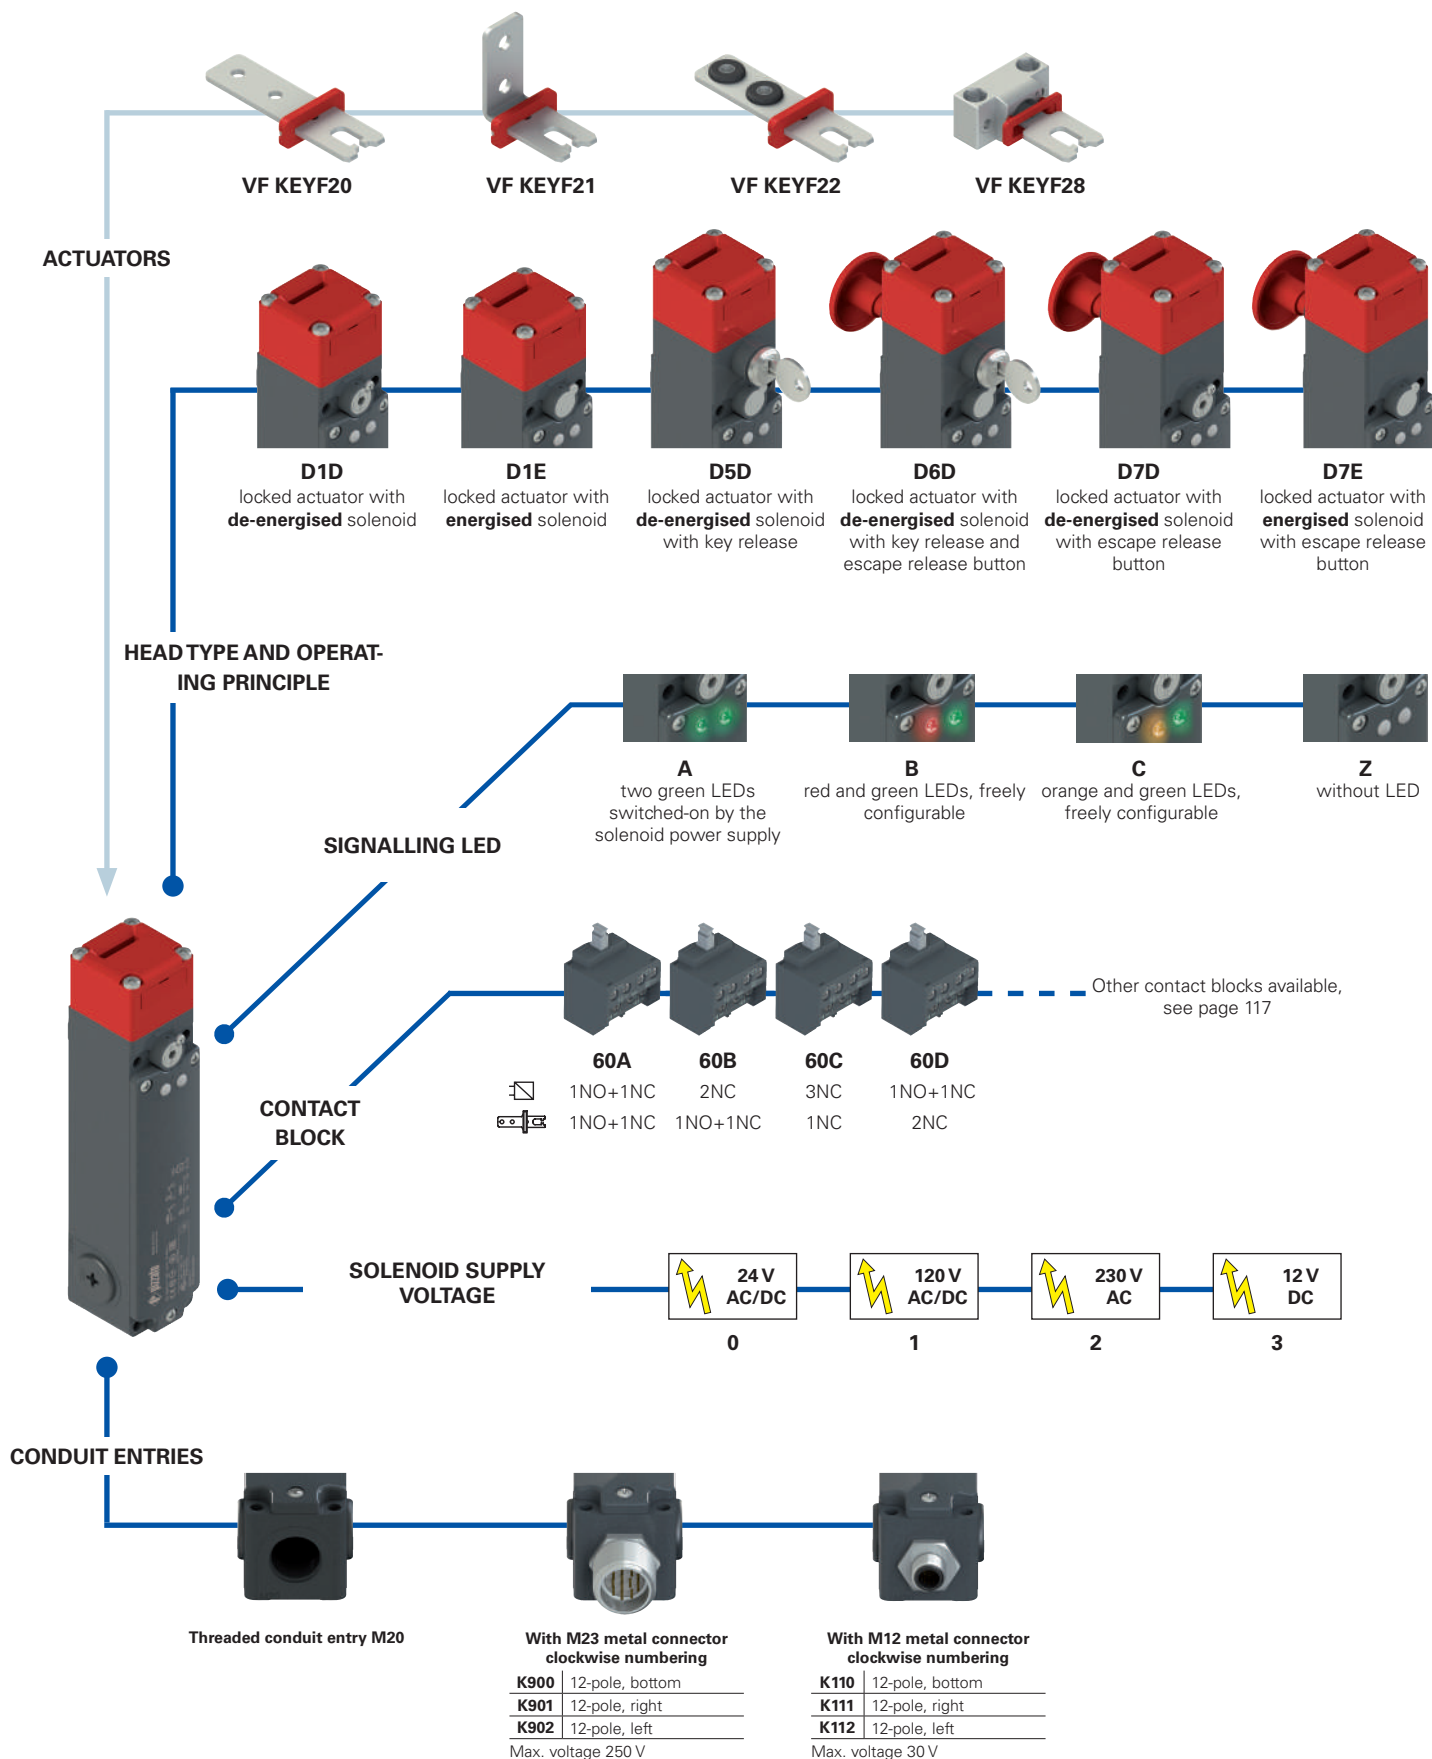 VF KEYF20
VF KEYF21
VF KEYF22
VF KEYF28
ACTUATORS
D1D
locked actuator with
de-energised solenoid
D1E
locked actuator with
energised solenoid
D5D
locked actuator with
de-energised solenoid
with key release
D6D
locked actuator with
de-energised solenoid
with key release and
escape release button
D7D
locked actuator with
de-energised solenoid
with escape release
button
D7E
locked actuator with
energised solenoid
with escape release
button
HEAD TYPE AND OPERAT-
ING PRINCIPLE
A
two green LEDs
switched-on by the
solenoid power supply
B
red and green LEDs, freely
configurable
C
orange and green LEDs,
freely configurable
Z
without LED
SIGNALLING LED
Other contact blocks available,
see page 117
60A 60B 60C 60D
1NO+1NC 2NC 3NC 1NO+1NC
1NO+1NC 1NO+1NC 1NC 2NC
CONTACT
BLOCK
pizzato
SOLENOID SUPPLY
VOLTAGE
24 V
AC/DC
0
120 V
AC/DC
1
230 V
AC
2
12 V
DC
3
CONDUIT ENTRIES
Threaded conduit entry M20
With M23 metal connector
clockwise numbering
K900 12-pole, bottom
K901 12-pole, right
K902 12-pole, left
Max. voltage 250 V
With M12 metal connector
clockwise numbering
K110 12-pole, bottom
K111 12-pole, right
K112 12-pole, left
Max. voltage 30 V